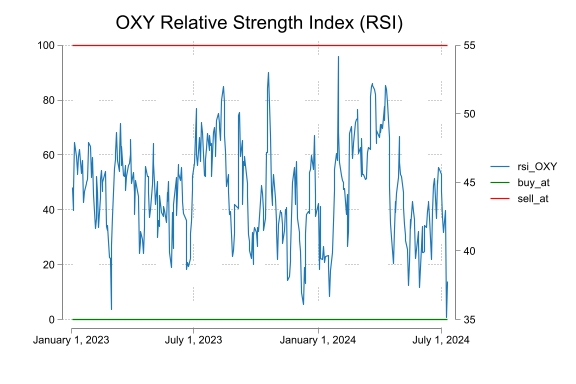 OXY Relative Strength Index (RSI)
100
80
60
40
20
0
55
50
45
40
35
January 1, 2023
July 1, 2023
January 1, 2024
July 1, 2024
rsi_OXY
buy_at
sell_at